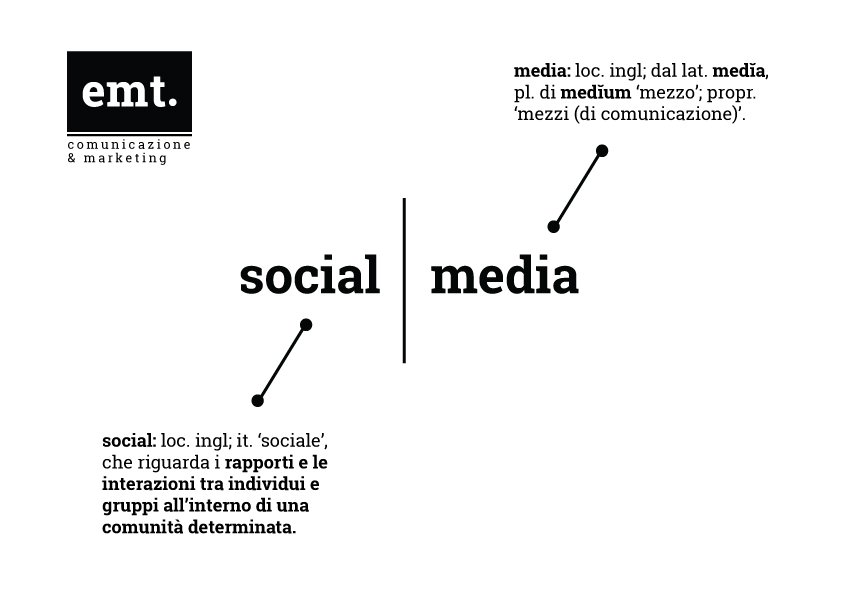 emt.
comunicazione
& marketing
media: loc. ingl; dal lat. medĭa,
pl. di medĭum ‘mezzo’; propr.
‘mezzi (di comunicazione)’.
social media
social: loc. ingl; it. ‘sociale’,
che riguarda i rapporti e le
interazioni tra individui e
gruppi all’interno di una
comunità determinata.